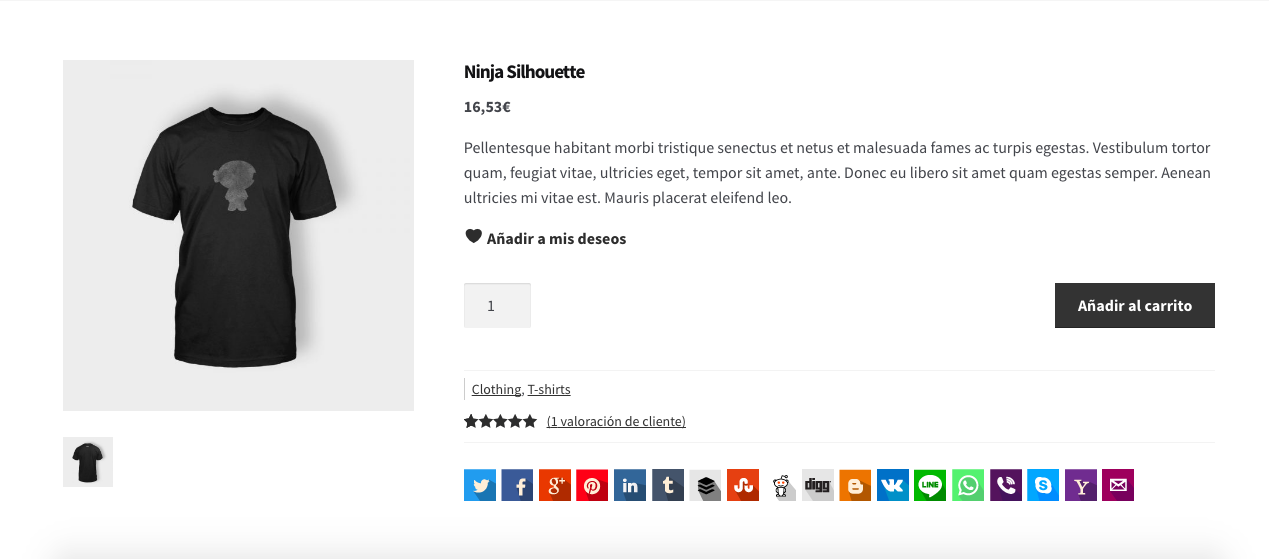 Ninja Silhouette
16,53€
Pellentesque habitant morbi tristique senectus et netus et malesuada fames ac turpis egestas. Vestibulum tortor
quam, feugiat vitae, ultricies eget, tempor sit amet, ante. Donec eu libero sit amet quam egestas semper. Aenean
ultricies mi vitae est. Mauris placerat eleifend leo.
Añadir a mis deseos
1
Añadir al carrito
Clothing, T-shirts
(1 valoración de cliente)
f g+ in t digg B LINE S Y